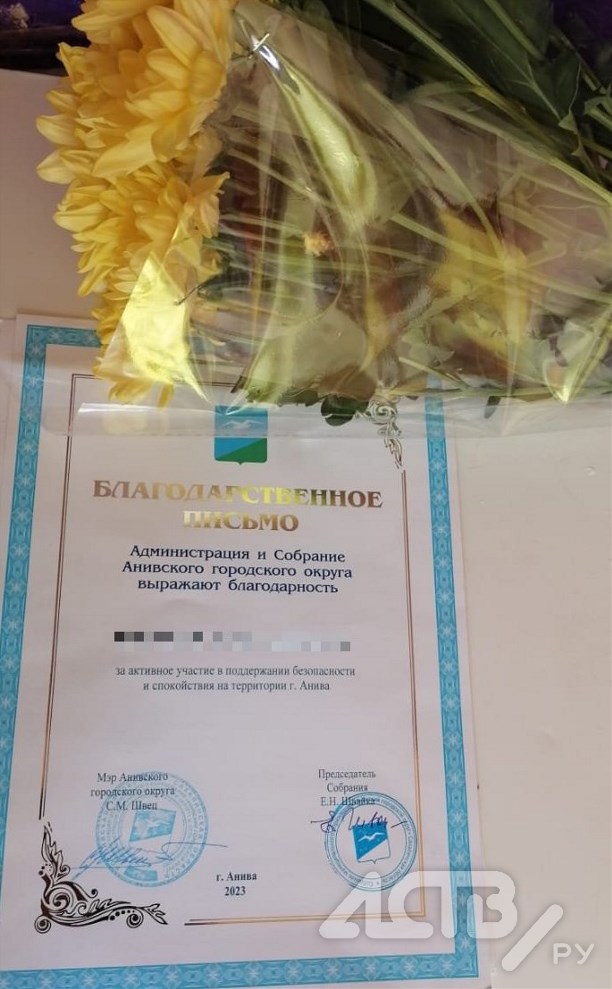 БЛАГОДАРСТВЕННОЕ
ПИСЬМО
Администрация и Собрание
Анивского городского округа
выражают благодарность
за активное участие в поддержании безопасности
и спокойствия на территории г. Анива
Мэр Анивского
городского округа
С.М. Швец
Председатель
Собрания
Е.Н. Швайка
г. Анива
2023
АСТВ
РУ